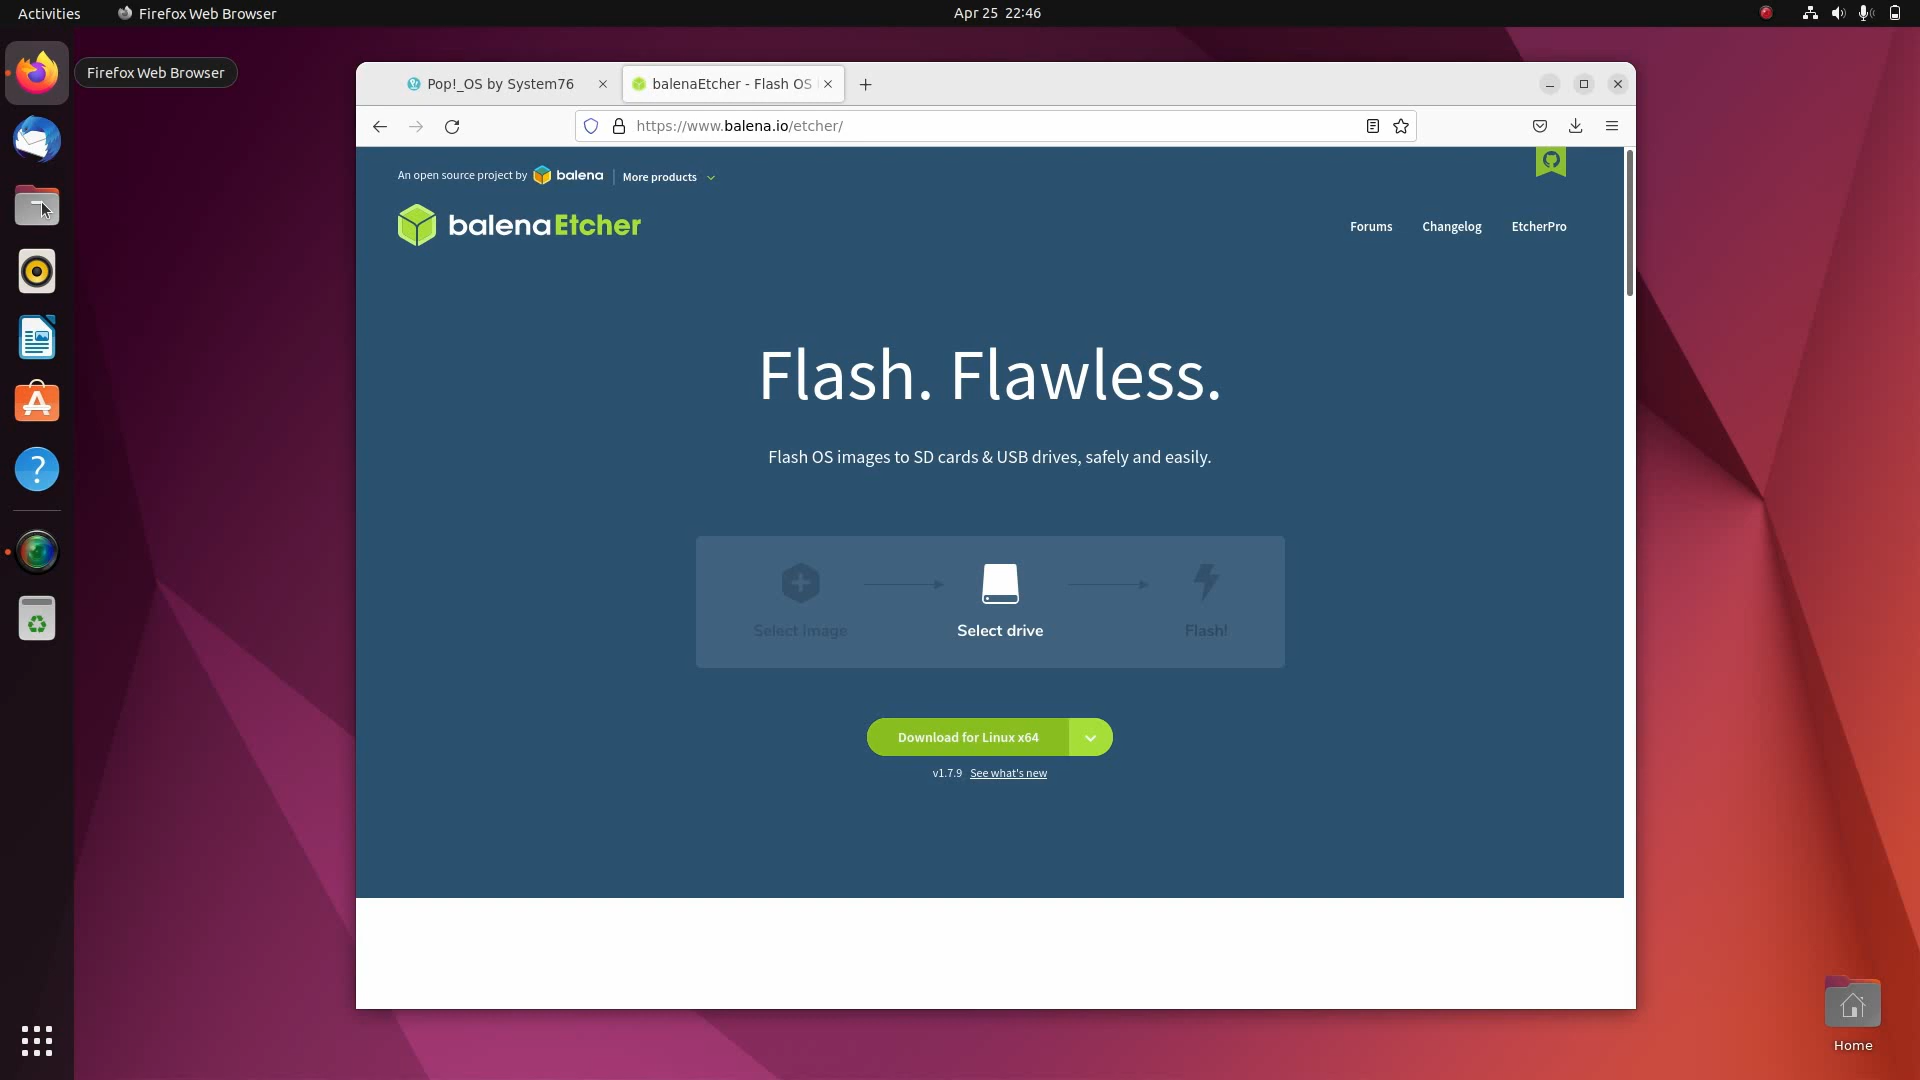 Activities
Firefox Web Browser
Apr 25 22:46
Firefox Web Browser
Pop!_OS by System76
balenaEtcher - Flash OS
https://www.balena.io/etcher/
An open source project by
balena
More products
balenaEtcher
Forums
Changelog
EtcherPro
Flash. Flawless.
Flash OS images to SD cards & USB drives, safely and easily.
Select Image
Select drive
Flash!
Download for Linux x64
v1.7.9 See what's new
Home